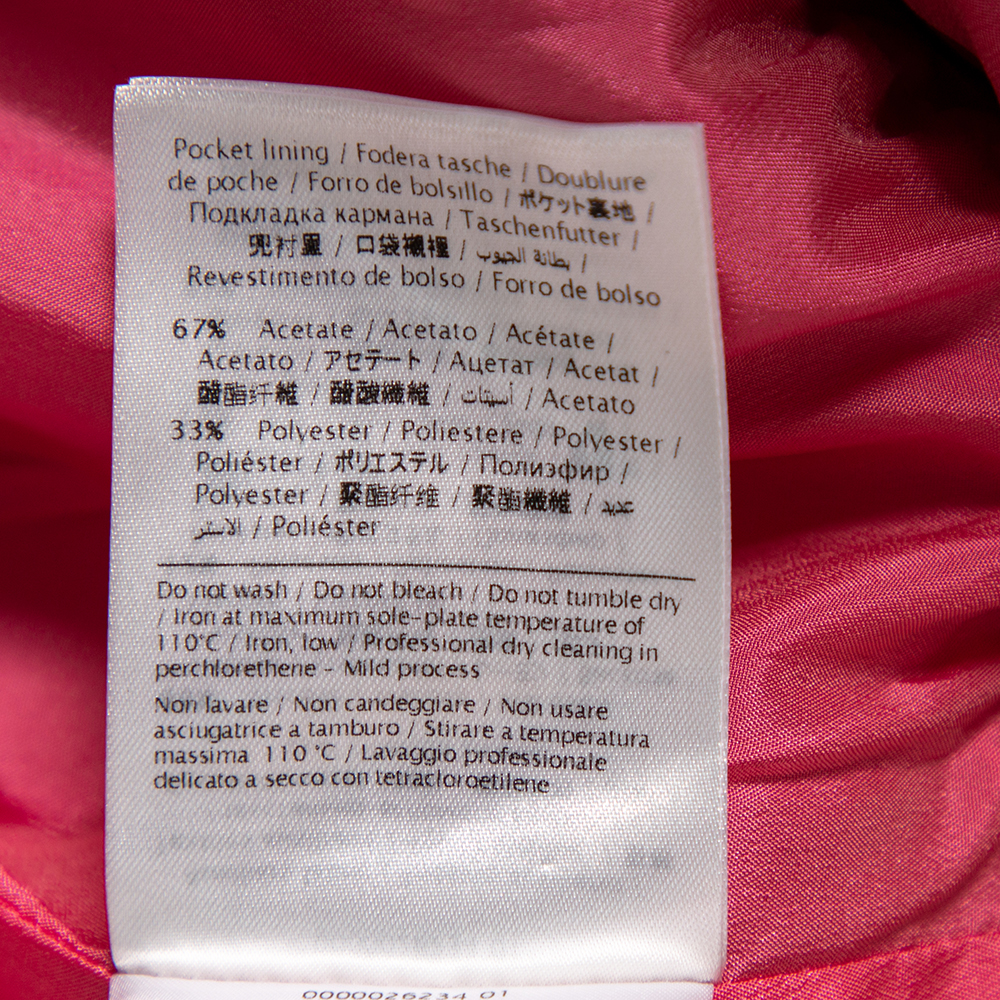 Pocket lining / Fodera tasche / Doublure
de poche / Forro de bolsillo / ポケット裏地 /
Подкладка кармана / Taschenfutter /
兜衬里 / 口袋襯裡 / بطانة الجيوب /
Revestimento de bolso / Forro de bolso
67% Acetate / Acetato / Acétate /
Acetato / アセテート / Ацетат / Acetat /
醋酯纤維 / 醋酸纖維 / أسيتات / Acetato
33% Polyester / Poliestere / Polyester /
Poliéster / ポリエステル / Полиэфир /
Polyester / 聚酯纤维 / 聚酯纖維 / عديد
الاستر / Poliéster
Do not wash / Do not bleach / Do not tumble dry
/ Iron at maximum sole-plate temperature of
110°C / Iron, low / Professional dry cleaning in
perchlorethene - Mild process
Non lavare / Non candeggiare / Non usare
asciugatrice a tamburo / Stirare a temperatura
massima 110 °C / Lavaggio professionale
delicato a secco con tetracloroetilene
0000026234 01